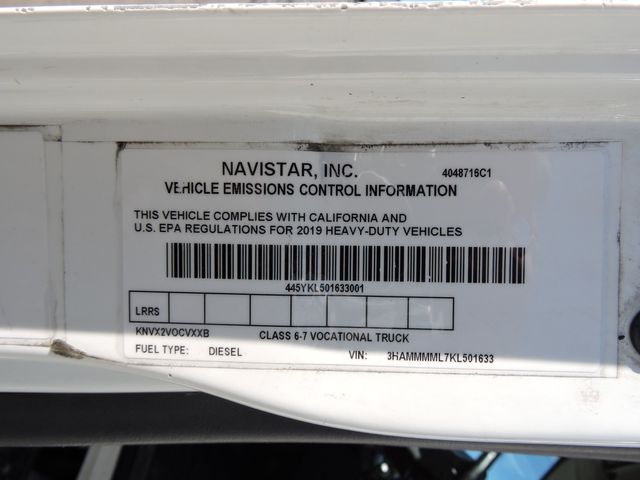 NAVISTAR, INC. 4048716C1
VEHICLE EMISSIONS CONTROL INFORMATION
THIS VEHICLE COMPLIES WITH CALIFORNIA AND
U.S. EPA REGULATIONS FOR 2019 HEAVY-DUTY VEHICLES
445YKL501633001
LRRS
KNVX2VOCVXXB CLASS 6-7 VOCATIONAL TRUCK
FUEL TYPE: DIESEL VIN: 3HAMMMML7KL501633